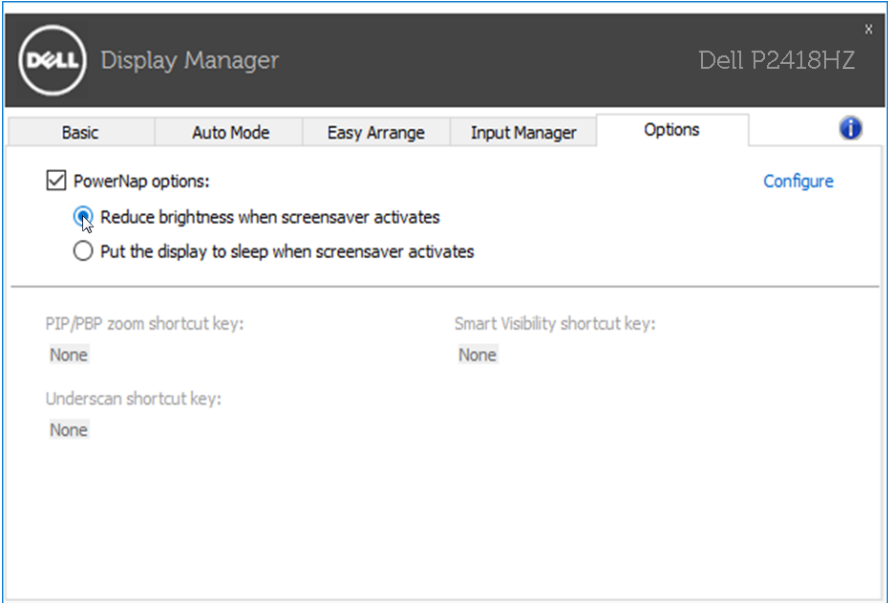 x
DELL Display Manager Dell P2418HZ
Basic Auto Mode Easy Arrange Input Manager Options i
PowerNap options: Configure
Reduce brightness when screensaver activates
Put the display to sleep when screensaver activates
PIP/PBP zoom shortcut key: Smart Visibility shortcut key:
None None
Underscan shortcut key:
None